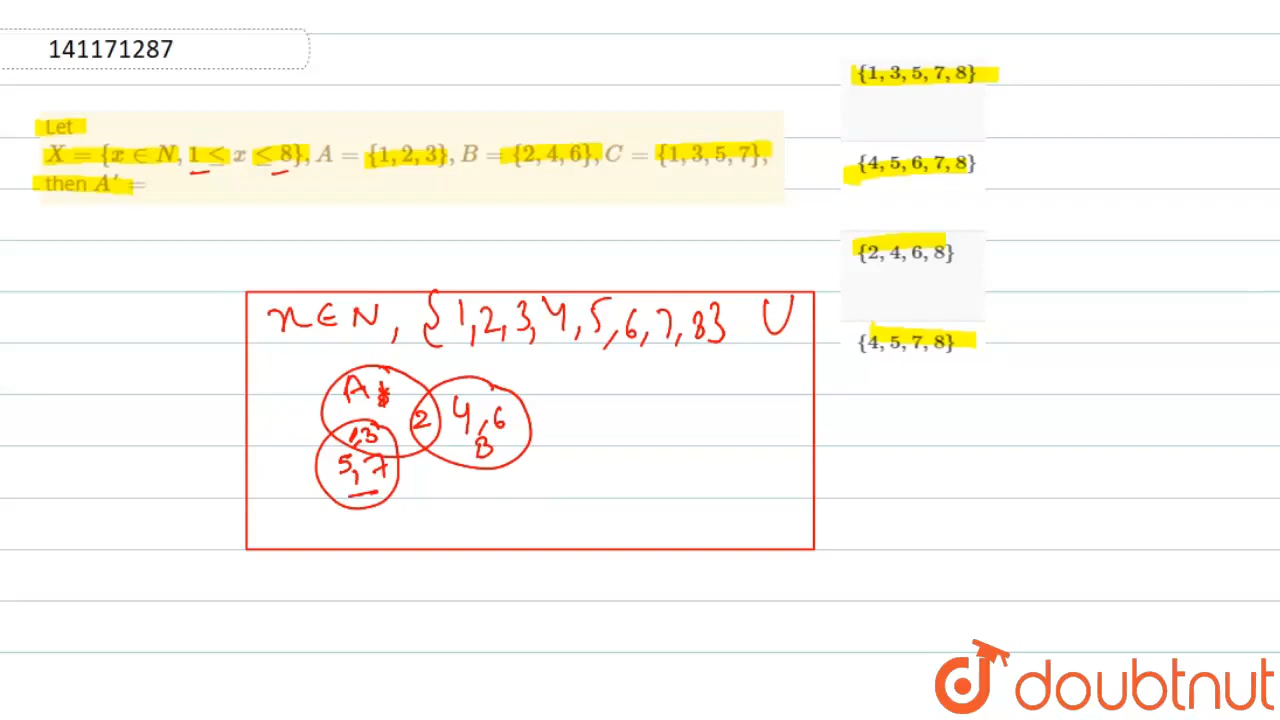 141171287
Let
X = {x ∈ N, 1 ≤ x ≤ 8}, A = {1, 2, 3}, B = {2, 4, 6}, C = {1, 3, 5, 7},
then A′ =
{1, 3, 5, 7, 8}
{4, 5, 6, 7, 8}
{2, 4, 6, 8}
{4, 5, 7, 8}
x ∈ N, {1,2,3,4,5,6,7,8} U
A
2
4,6
B
1,3
5,7
doubtnut